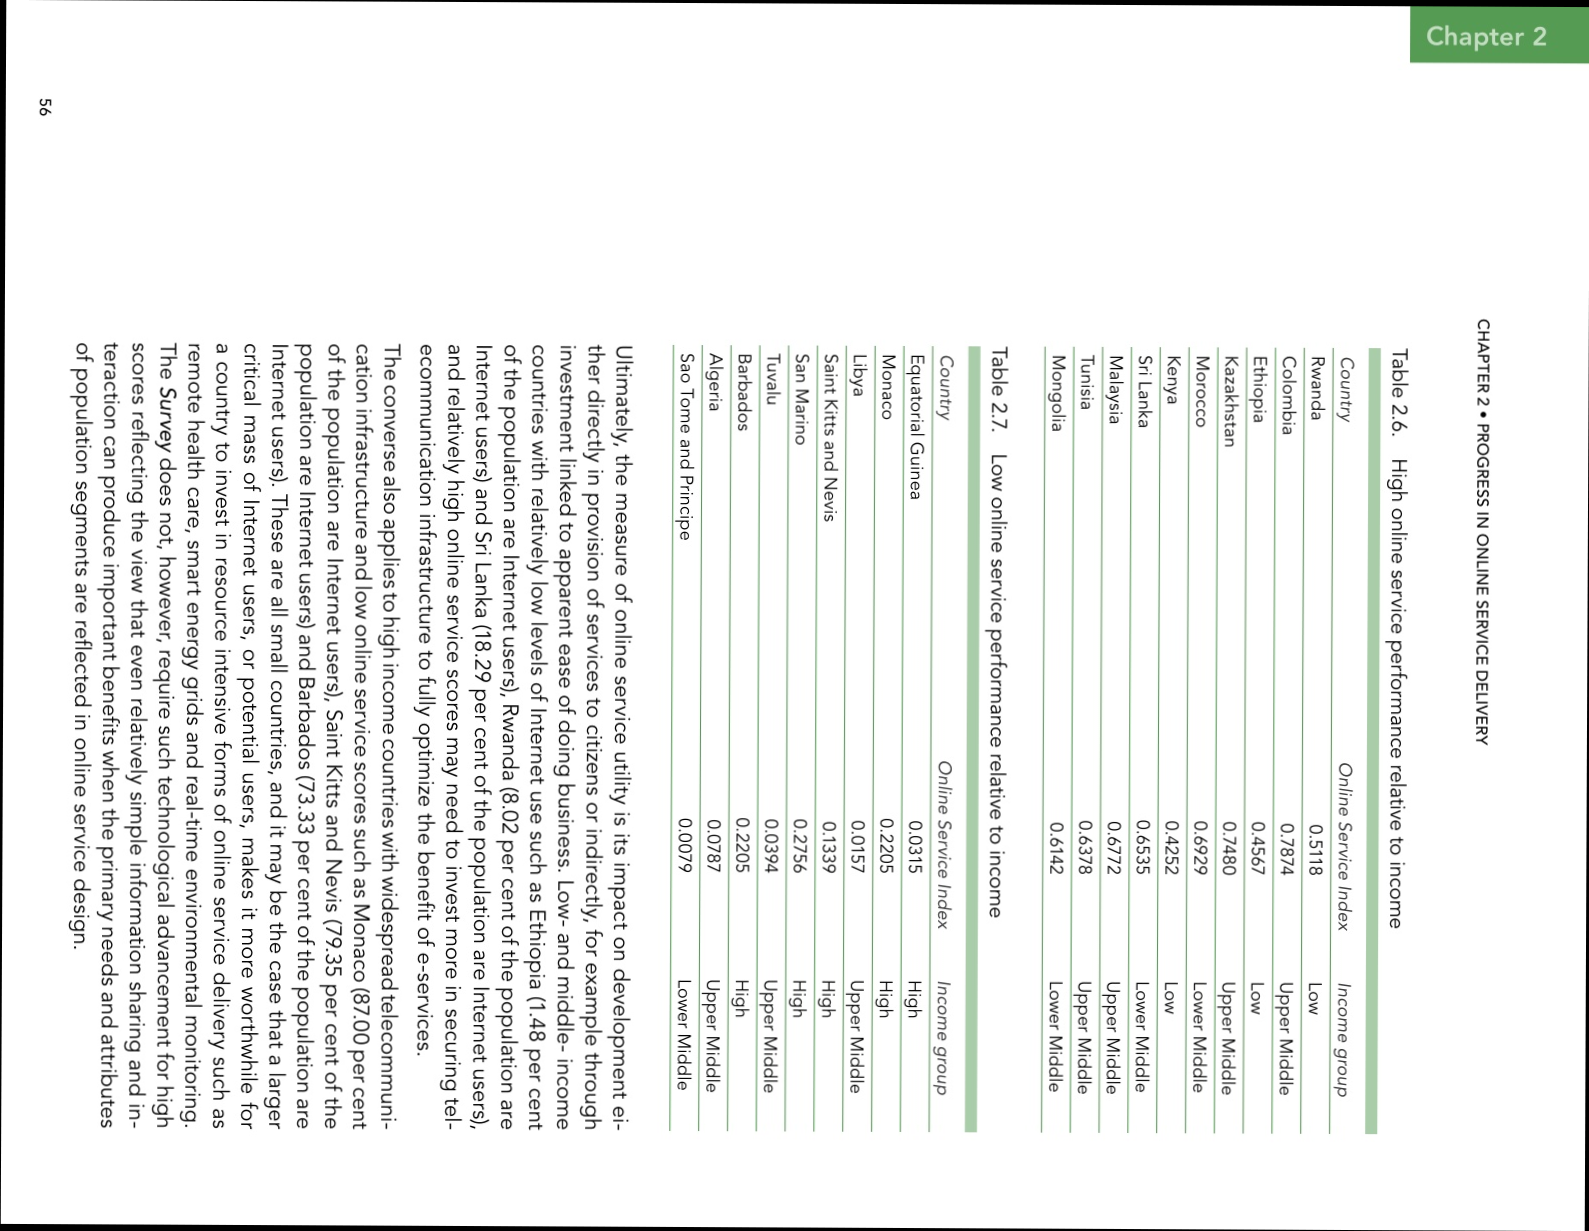 Chapter 2
CHAPTER 2 • PROGRESS IN ONLINE SERVICE DELIVERY
Table 2.6. High online service performance relative to income
Country Online Service Index Income group
Rwanda 0.5118 Low
Colombia 0.7874 Upper Middle
Ethiopia 0.4567 Low
Kazakhstan 0.7480 Upper Middle
Morocco 0.6929 Lower Middle
Kenya 0.4252 Low
Sri Lanka 0.6535 Lower Middle
Malaysia 0.6772 Upper Middle
Tunisia 0.6378 Upper Middle
Mongolia 0.6142 Lower Middle
Table 2.7. Low online service performance relative to income
Country Online Service Index Income group
Equatorial Guinea 0.0315 High
Monaco 0.2205 High
Libya 0.0157 Upper Middle
Saint Kitts and Nevis 0.1339 High
San Marino 0.2756 High
Tuvalu 0.0394 Upper Middle
Barbados 0.2205 High
Algeria 0.0787 Upper Middle
Sao Tome and Principe 0.0079 Lower Middle
Ultimately, the measure of online service utility is its impact on development ei-
ther directly in provision of services to citizens or indirectly, for example through
investment linked to apparent ease of doing business. Low- and middle- income
countries with relatively low levels of Internet use such as Ethiopia (1.48 per cent
of the population are Internet users), Rwanda (8.02 per cent of the population are
Internet users) and Sri Lanka (18.29 per cent of the population are Internet users),
and relatively high online service scores may need to invest more in securing tel-
ecommunication infrastructure to fully optimize the benefit of e-services.
The converse also applies to high income countries with widespread telecommuni-
cation infrastructure and low online service scores such as Monaco (87.00 per cent
of the population are Internet users), Saint Kitts and Nevis (79.35 per cent of the
population are Internet users) and Barbados (73.33 per cent of the population are
Internet users). These are all small countries, and it may be the case that a larger
critical mass of Internet users, or potential users, makes it more worthwhile for
a country to invest in resource intensive forms of online service delivery such as
remote health care, smart energy grids and real-time environmental monitoring.
The Survey does not, however, require such technological advancement for high
scores reflecting the view that even relatively simple information sharing and in-
teraction can produce important benefits when the primary needs and attributes
of population segments are reflected in online service design.
56